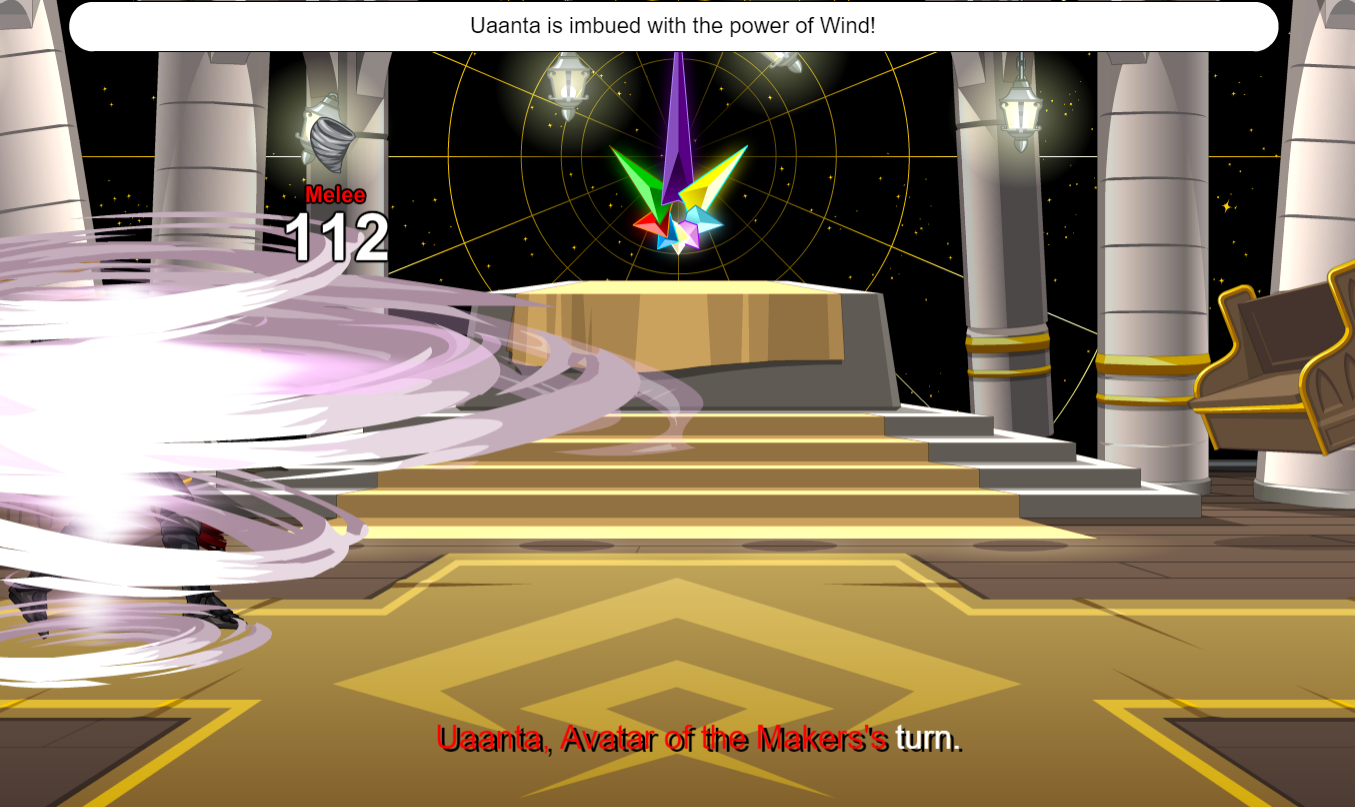 Uaanta is imbued with the power of Wind!
Melee
112
Uaanta, Avatar of the Makers's turn.